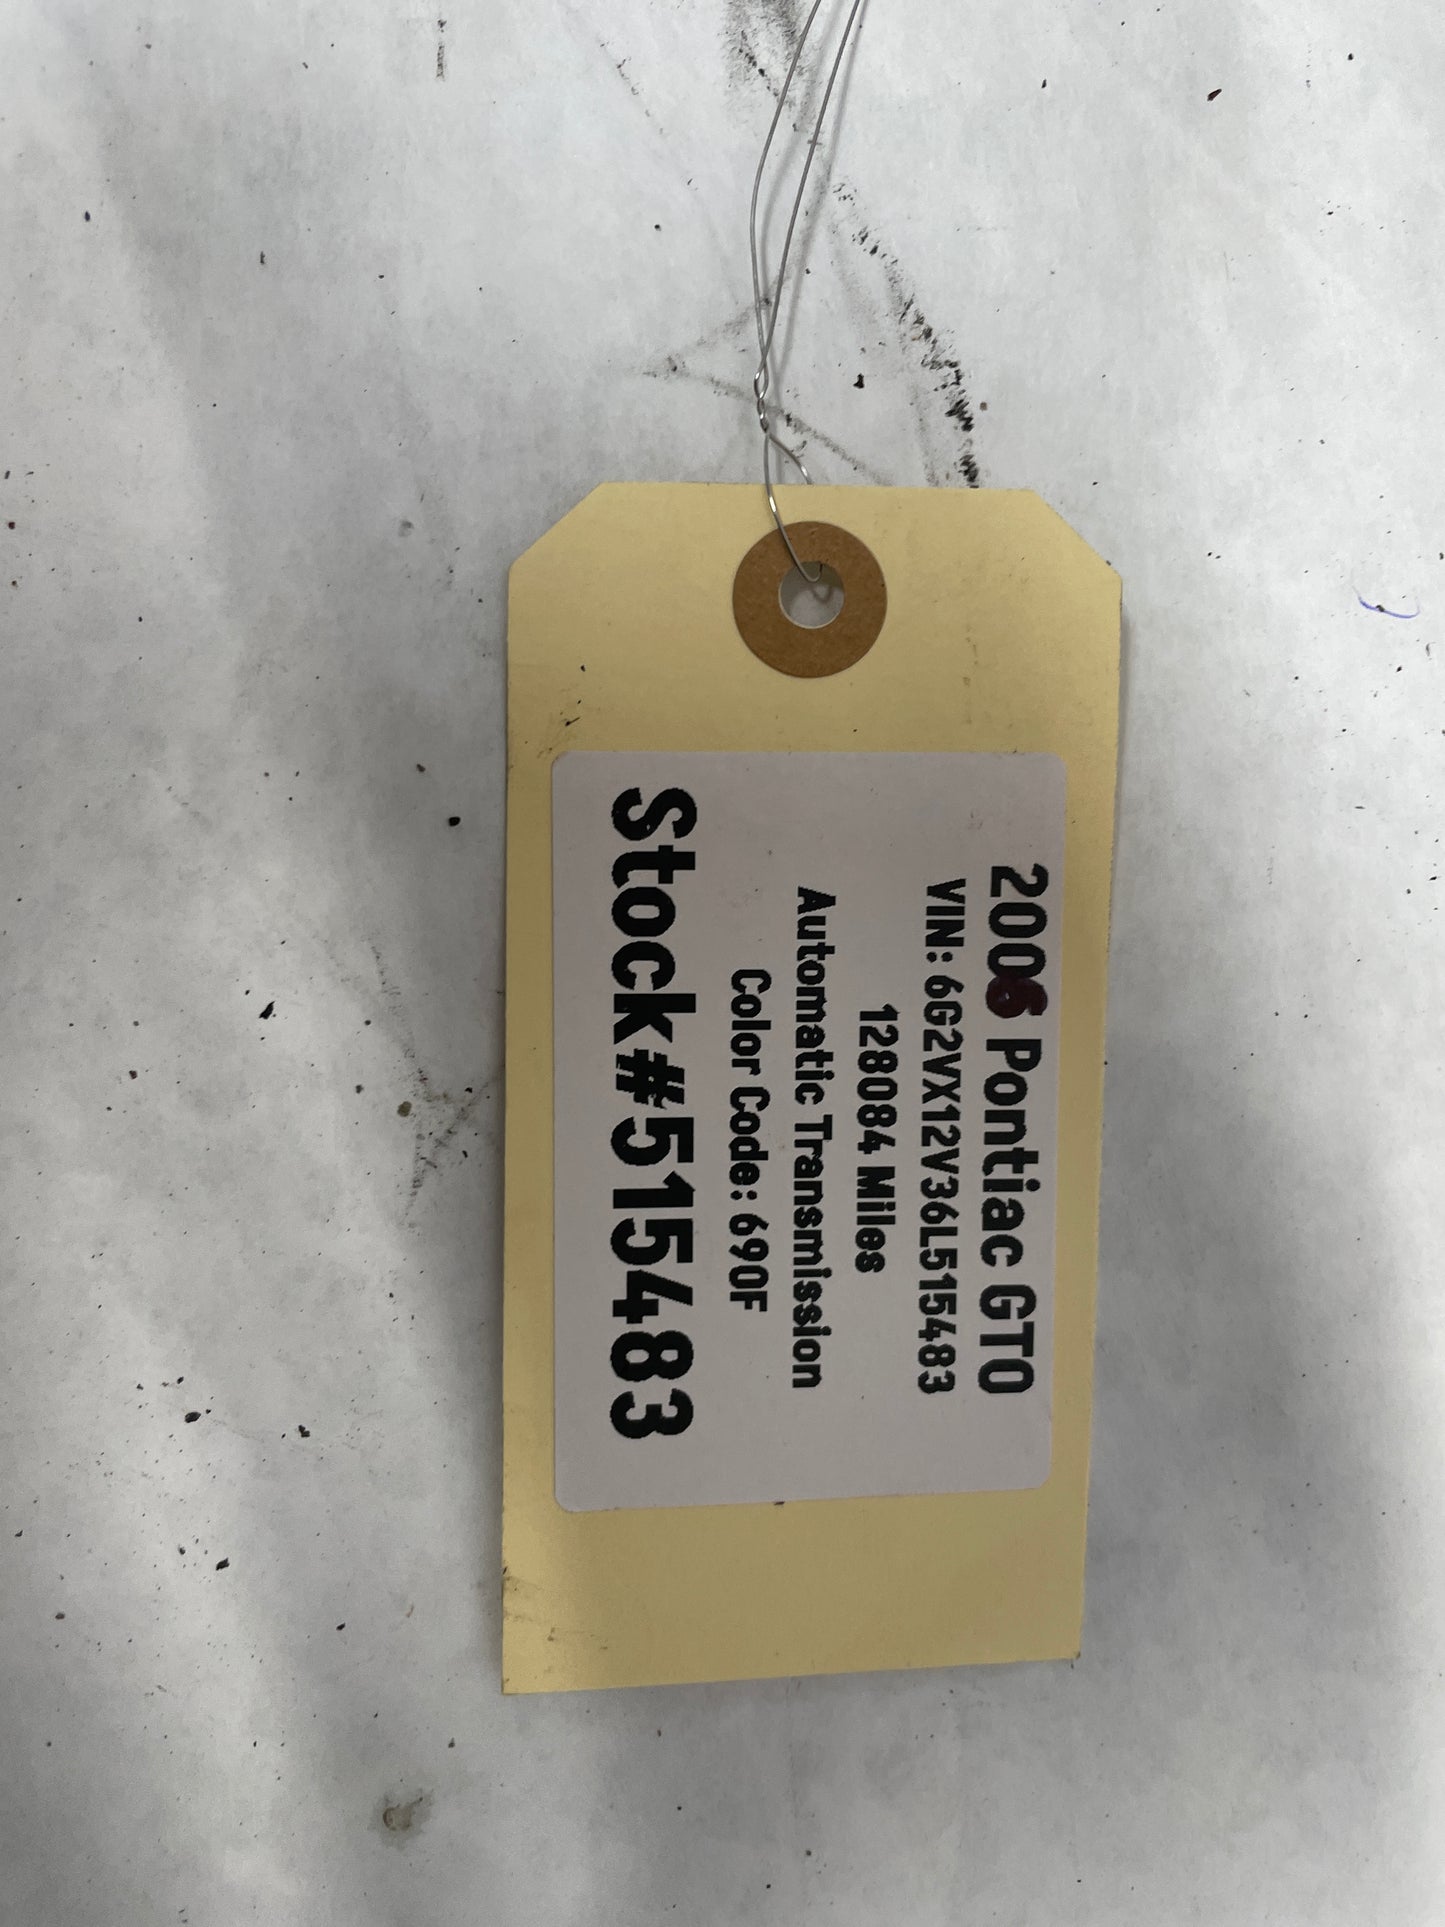 2006 Pontiac GTO
VIN: 6G2VX12V36L515483
128084 Miles
Automatic Transmission
Color Code: 690F
Stock#515483